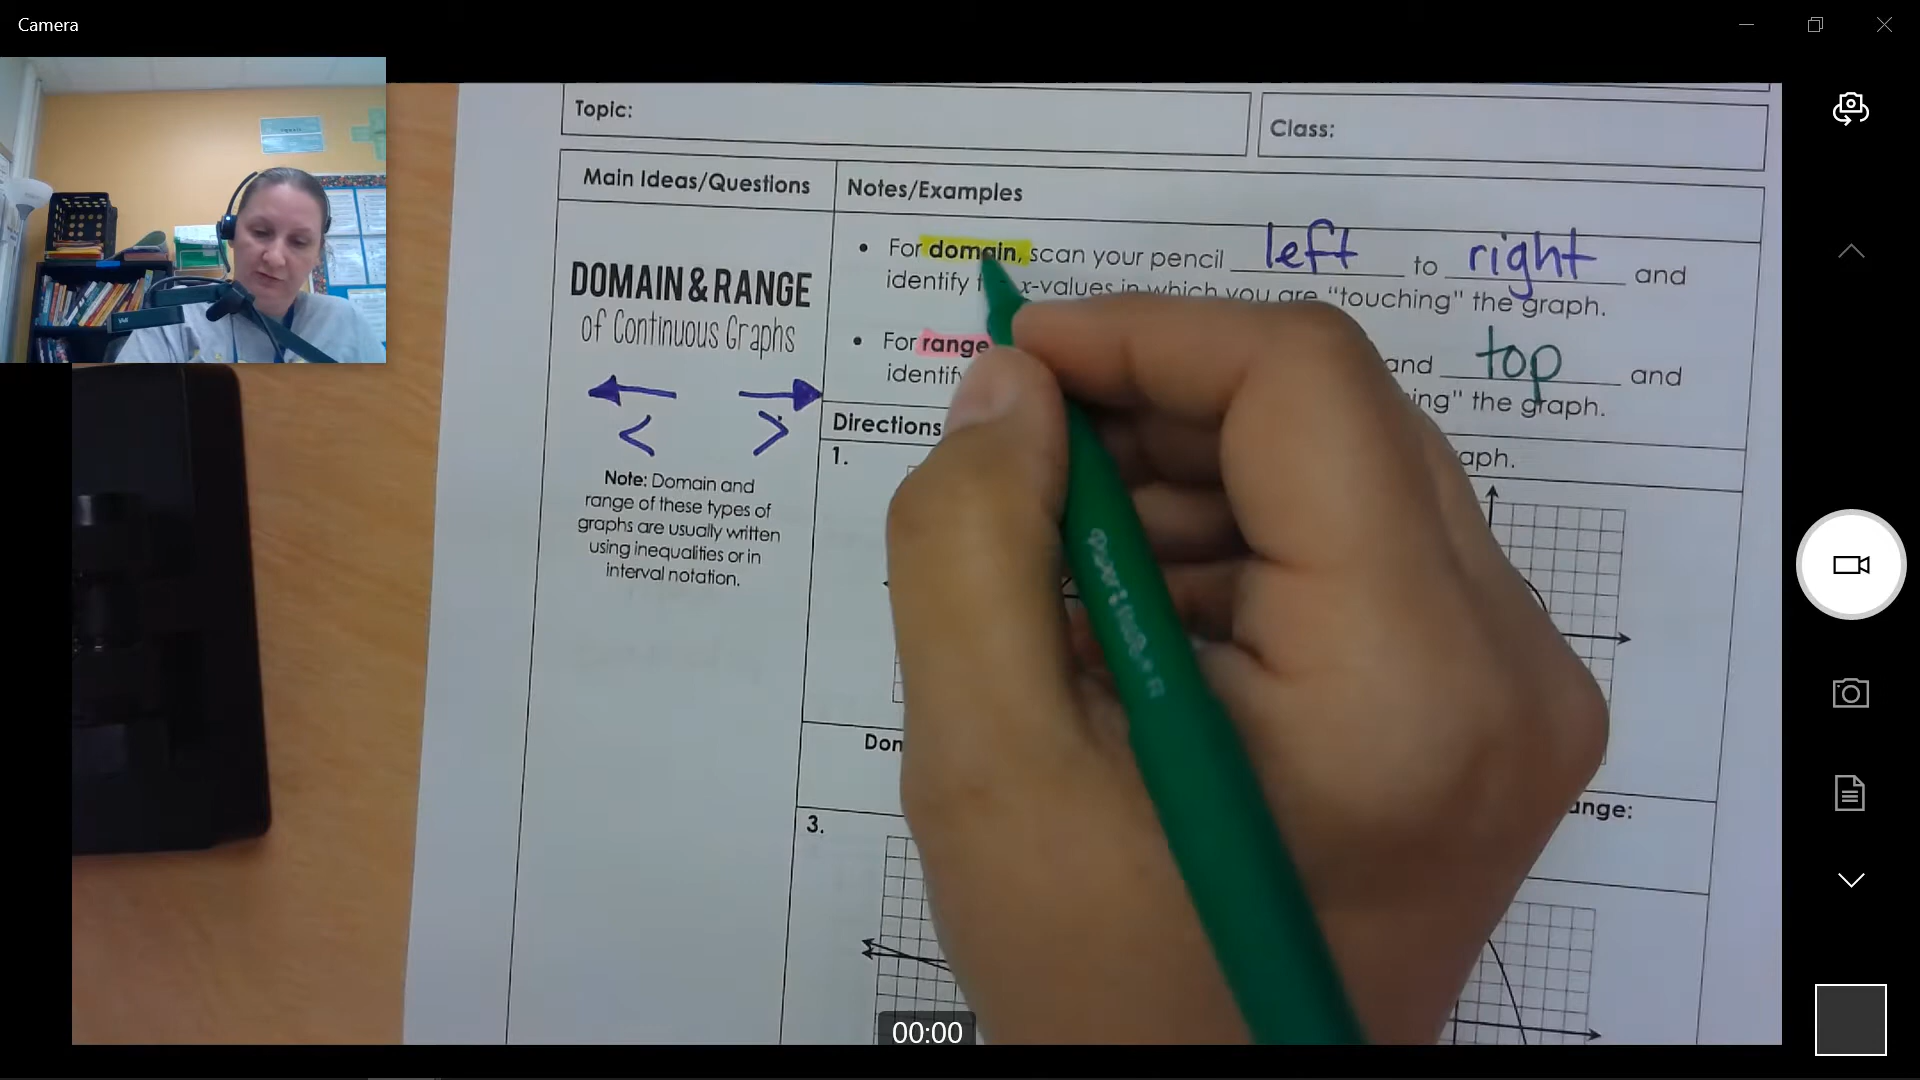 Camera
Topic:
Class:
Main Ideas/Questions
Notes/Examples
DOMAIN & RANGE
of Continuous Graphs
< >
Note: Domain and
range of these types of
graphs are usually written
using inequalities or in
interval notation.
• For domain, scan your pencil left to right and
identify x-values in which you are "touching" the graph.
• For range and top and
identify ing" the graph.
Directions aph.
1.
Dom ange:
3.
00:00